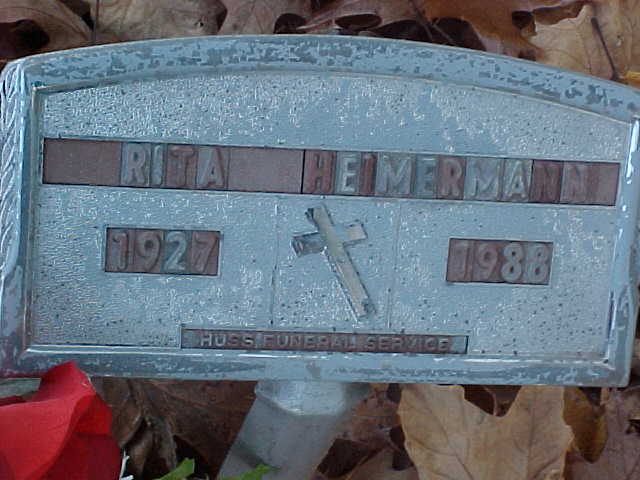 RITA HEIMERMANN
1927 1988
HUSS FUNERAL SERVICE